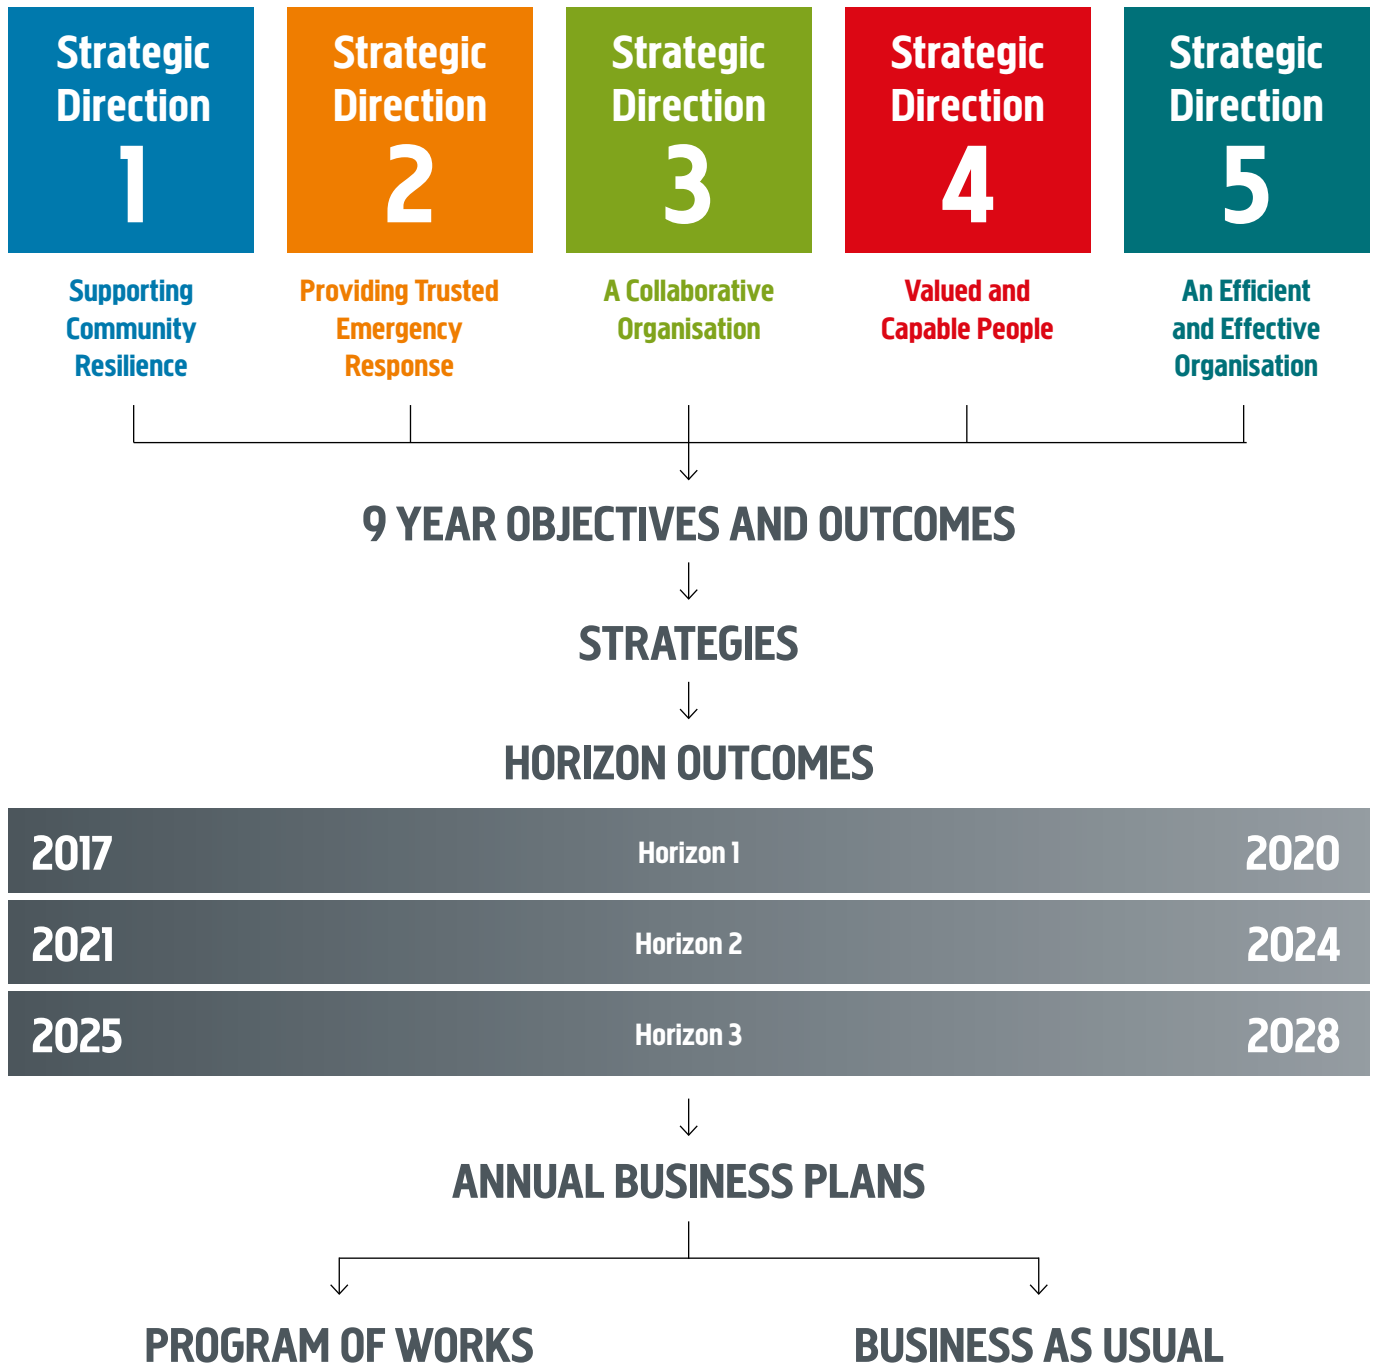 Strategic
Direction
1
Strategic
Direction
2
Strategic
Direction
3
Strategic
Direction
4
Strategic
Direction
5
Supporting
Community
Resilience
Providing Trusted
Emergency
Response
A Collaborative
Organisation
Valued and
Capable People
An Efficient
and Effective
Organisation
9 YEAR OBJECTIVES AND OUTCOMES
STRATEGIES
HORIZON OUTCOMES
2017 Horizon 1 2020
2021 Horizon 2 2024
2025 Horizon 3 2028
ANNUAL BUSINESS PLANS
PROGRAM OF WORKS
BUSINESS AS USUAL